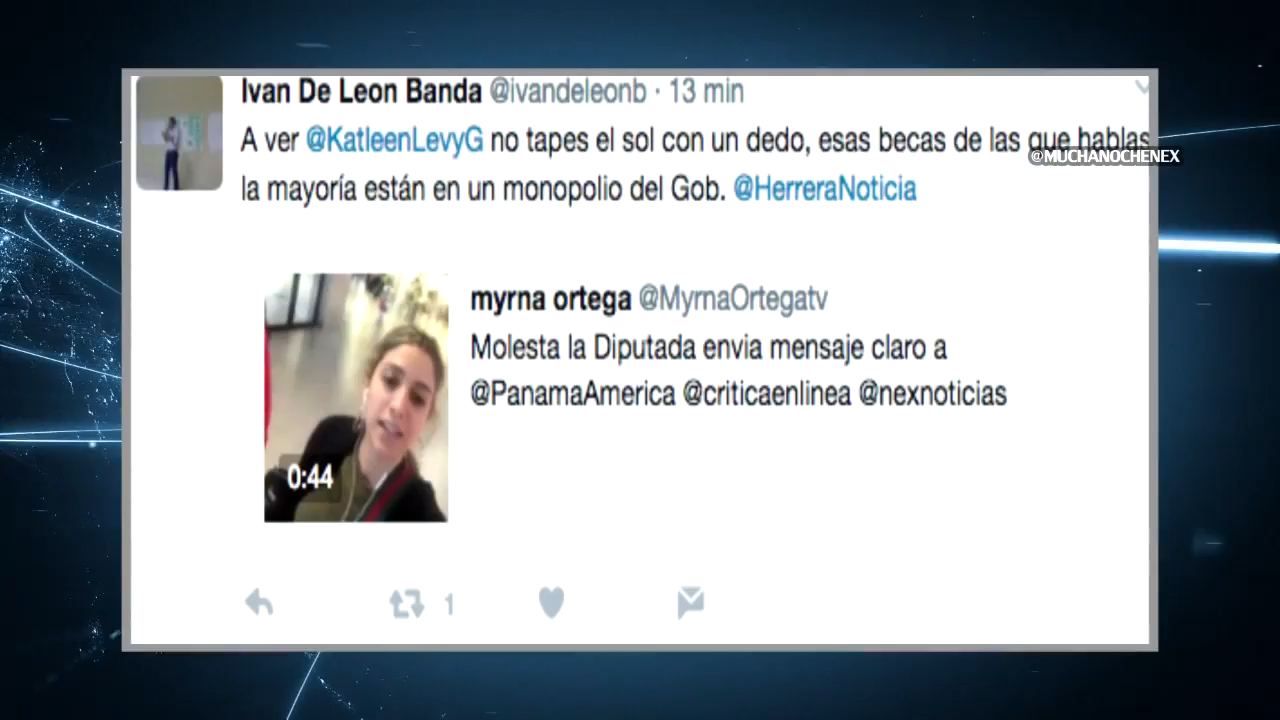 Ivan De Leon Banda @ivandeleonb · 13 min
A ver @KatleenLevyG no tapes el sol con un dedo, esas becas de las que hablas
@MUCHANOCHENEX
la mayoría están en un monopolio del Gob. @HerreraNoticia
myrna ortega @MyrnaOrtegatv
Molesta la Diputada envia mensaje claro a
@PanamaAmerica @criticaenlinea @nexnoticias
0:44
1